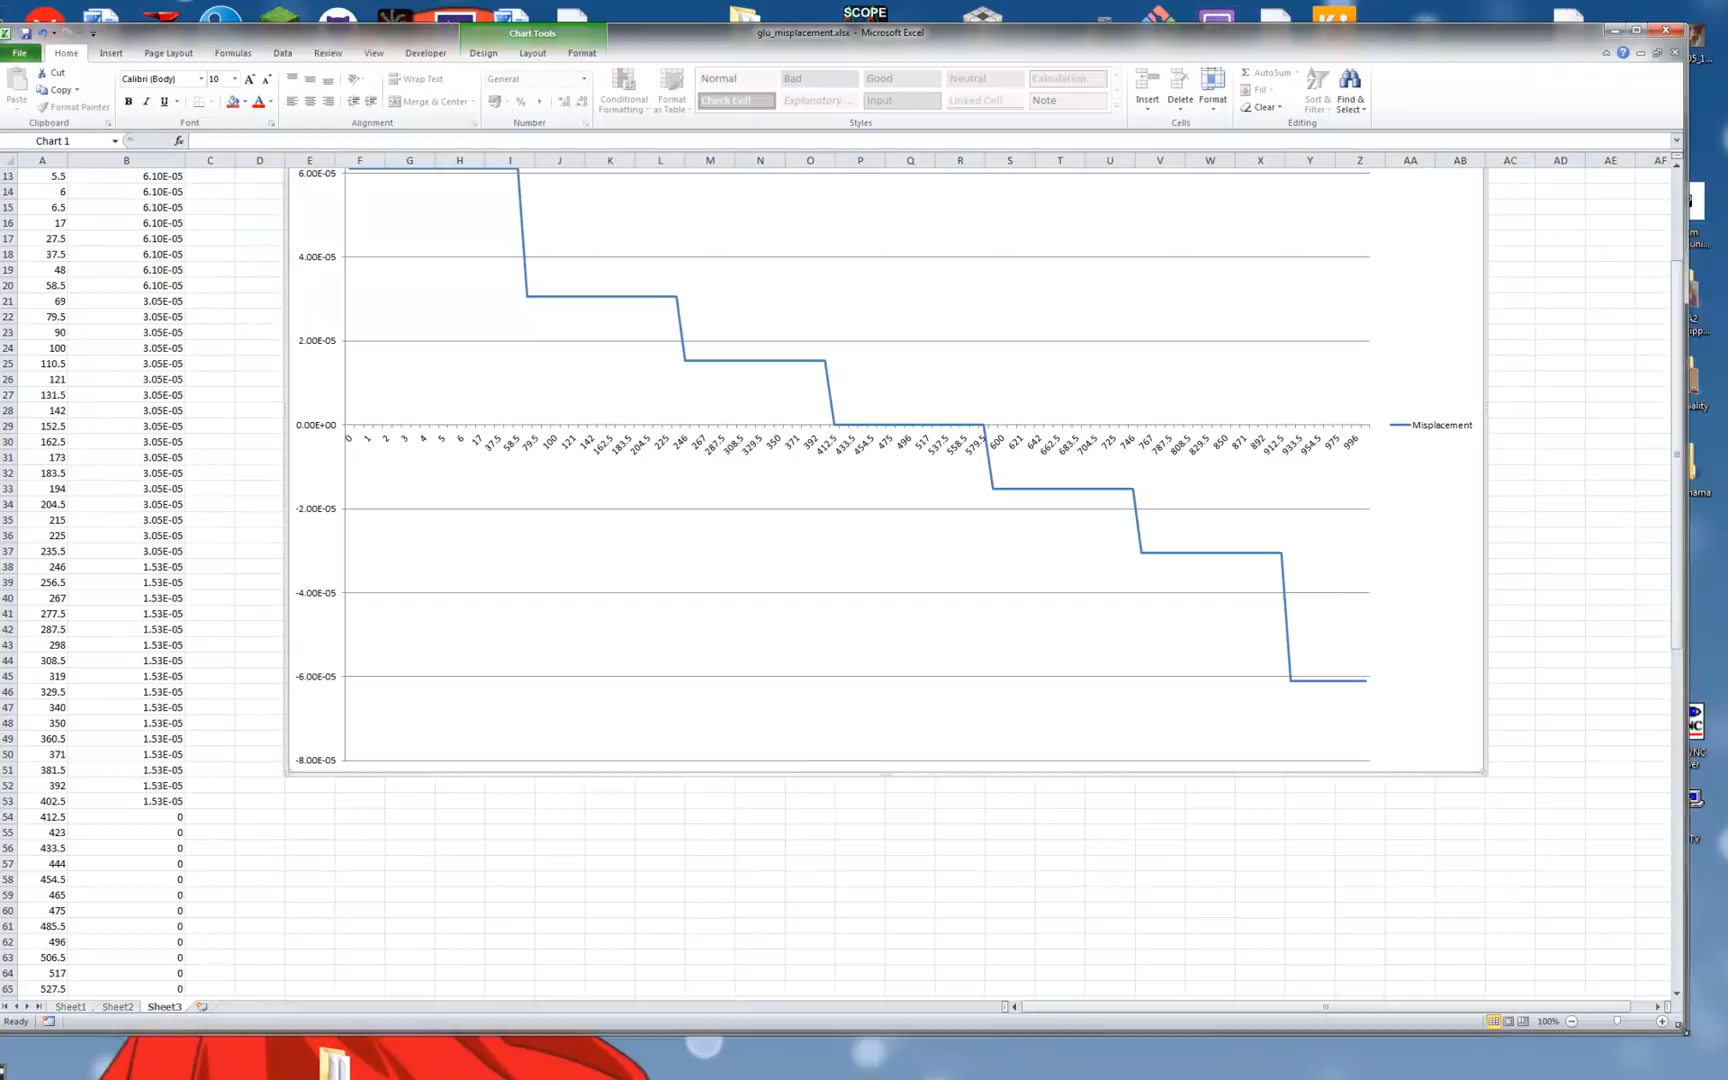 SCOPE
Chart Tools
glu_misplacement.xlsx - Microsoft Excel
File Home Insert Page Layout Formulas Data Review View Developer Design Layout Format
Cut
Copy
Format Painter
Paste
Clipboard
Calibri (Body) 10
B I U
Font
Wrap Text
Merge & Center
Alignment
General
%
Number
Conditional Formatting
Format as Table
Normal Bad Good Neutral Calculation
Check Cell Explanatory ... Input Linked Cell Note
Styles
Insert Delete Format
Cells
AutoSum
Fill
Clear
Sort & Filter
Find & Select
Editing
Chart 1 fx
A B C D E F G H I J K L M N O P Q R S T U V W X Y Z AA AB AC AD AE AF
13 5.5 6.10E-05
14 6 6.10E-05
15 6.5 6.10E-05
16 17 6.10E-05
17 27.5 6.10E-05
18 37.5 6.10E-05
19 48 6.10E-05
20 58.5 6.10E-05
21 69 3.05E-05
22 79.5 3.05E-05
23 90 3.05E-05
24 100 3.05E-05
25 110.5 3.05E-05
26 121 3.05E-05
27 131.5 3.05E-05
28 142 3.05E-05
29 152.5 3.05E-05
30 162.5 3.05E-05
31 173 3.05E-05
32 183.5 3.05E-05
33 194 3.05E-05
34 204.5 3.05E-05
35 215 3.05E-05
36 225 3.05E-05
37 235.5 3.05E-05
38 246 1.53E-05
39 256.5 1.53E-05
40 267 1.53E-05
41 277.5 1.53E-05
42 287.5 1.53E-05
43 298 1.53E-05
44 308.5 1.53E-05
45 319 1.53E-05
46 329.5 1.53E-05
47 340 1.53E-05
48 350 1.53E-05
49 360.5 1.53E-05
50 371 1.53E-05
51 381.5 1.53E-05
52 392 1.53E-05
53 402.5 1.53E-05
54 412.5 0
55 423 0
56 433.5 0
57 444 0
58 454.5 0
59 465 0
60 475 0
61 485.5 0
62 496 0
63 506.5 0
64 517 0
65 527.5 0
6.00E-05
4.00E-05
2.00E-05
0.00E+00
-2.00E-05
-4.00E-05
-6.00E-05
-8.00E-05
0 1 2 3 4 5 6 17 37.5 58.5 79.5 100 121 142 162.5 183.5 204.5 225 246 267 287.5 308.5 329.5 350 371 392 412.5 433.5 454.5 475 496 517 537.5 558.5 579.5 600 621 642 662.5 683.5 704.5 725 746 767 787.5 808.5 829.5 850 871 892 912.5 933.5 954.5 975 996
Misplacement
Sheet1 Sheet2 Sheet3
Ready
100%